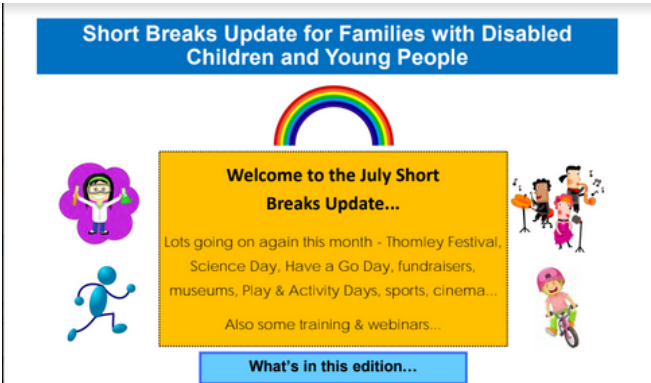 Short Breaks Update for Families with Disabled
Children and Young People
Welcome to the July Short
Breaks Update...
Lots going on again this month - Thomley Festival,
Science Day, Have a Go Day, fundraisers,
museums, Play & Activity Days, sports, cinema...
Also some training & webinars...
What's in this edition...